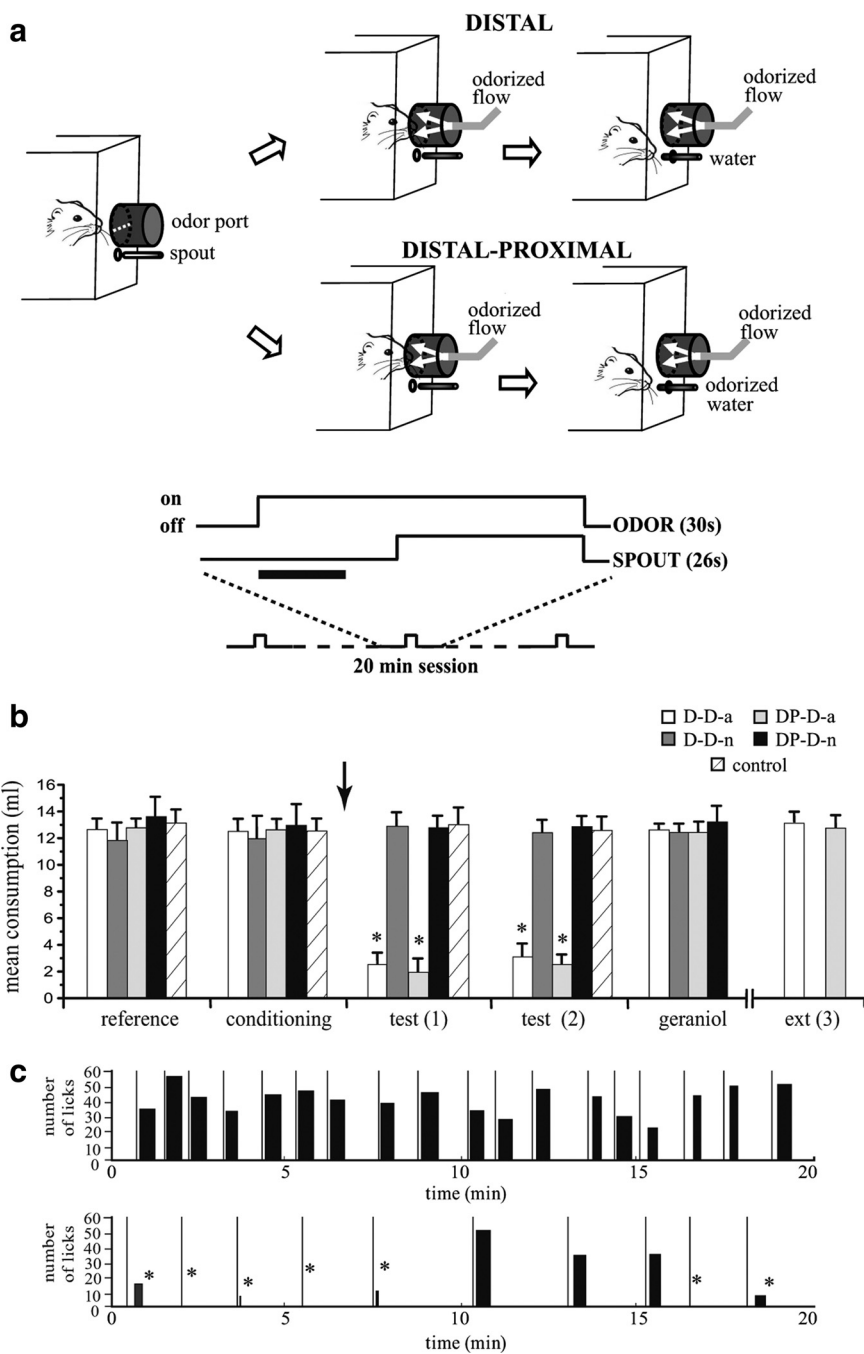 a
DISTAL
odorized
flow
odorized
flow
water
odor port
spout
DISTAL-PROXIMAL
odorized
flow
odorized
flow
odorized
water
on
off
ODOR (30s)
SPOUT (26s)
20 min session
b
D-D-a
DP-D-a
D-D-n
DP-D-n
control
mean consumption (ml)
16
14
12
10
8
6
4
2
0
* * * *
reference conditioning test (1) test (2) geraniol ext (3)
c
number
of licks
60
50
40
30
20
10
0
0 5 10 15 20
time (min)
number
of licks
60
50
40
30
20
10
0
* * * * * * *
0 5 10 15 20
time (min)